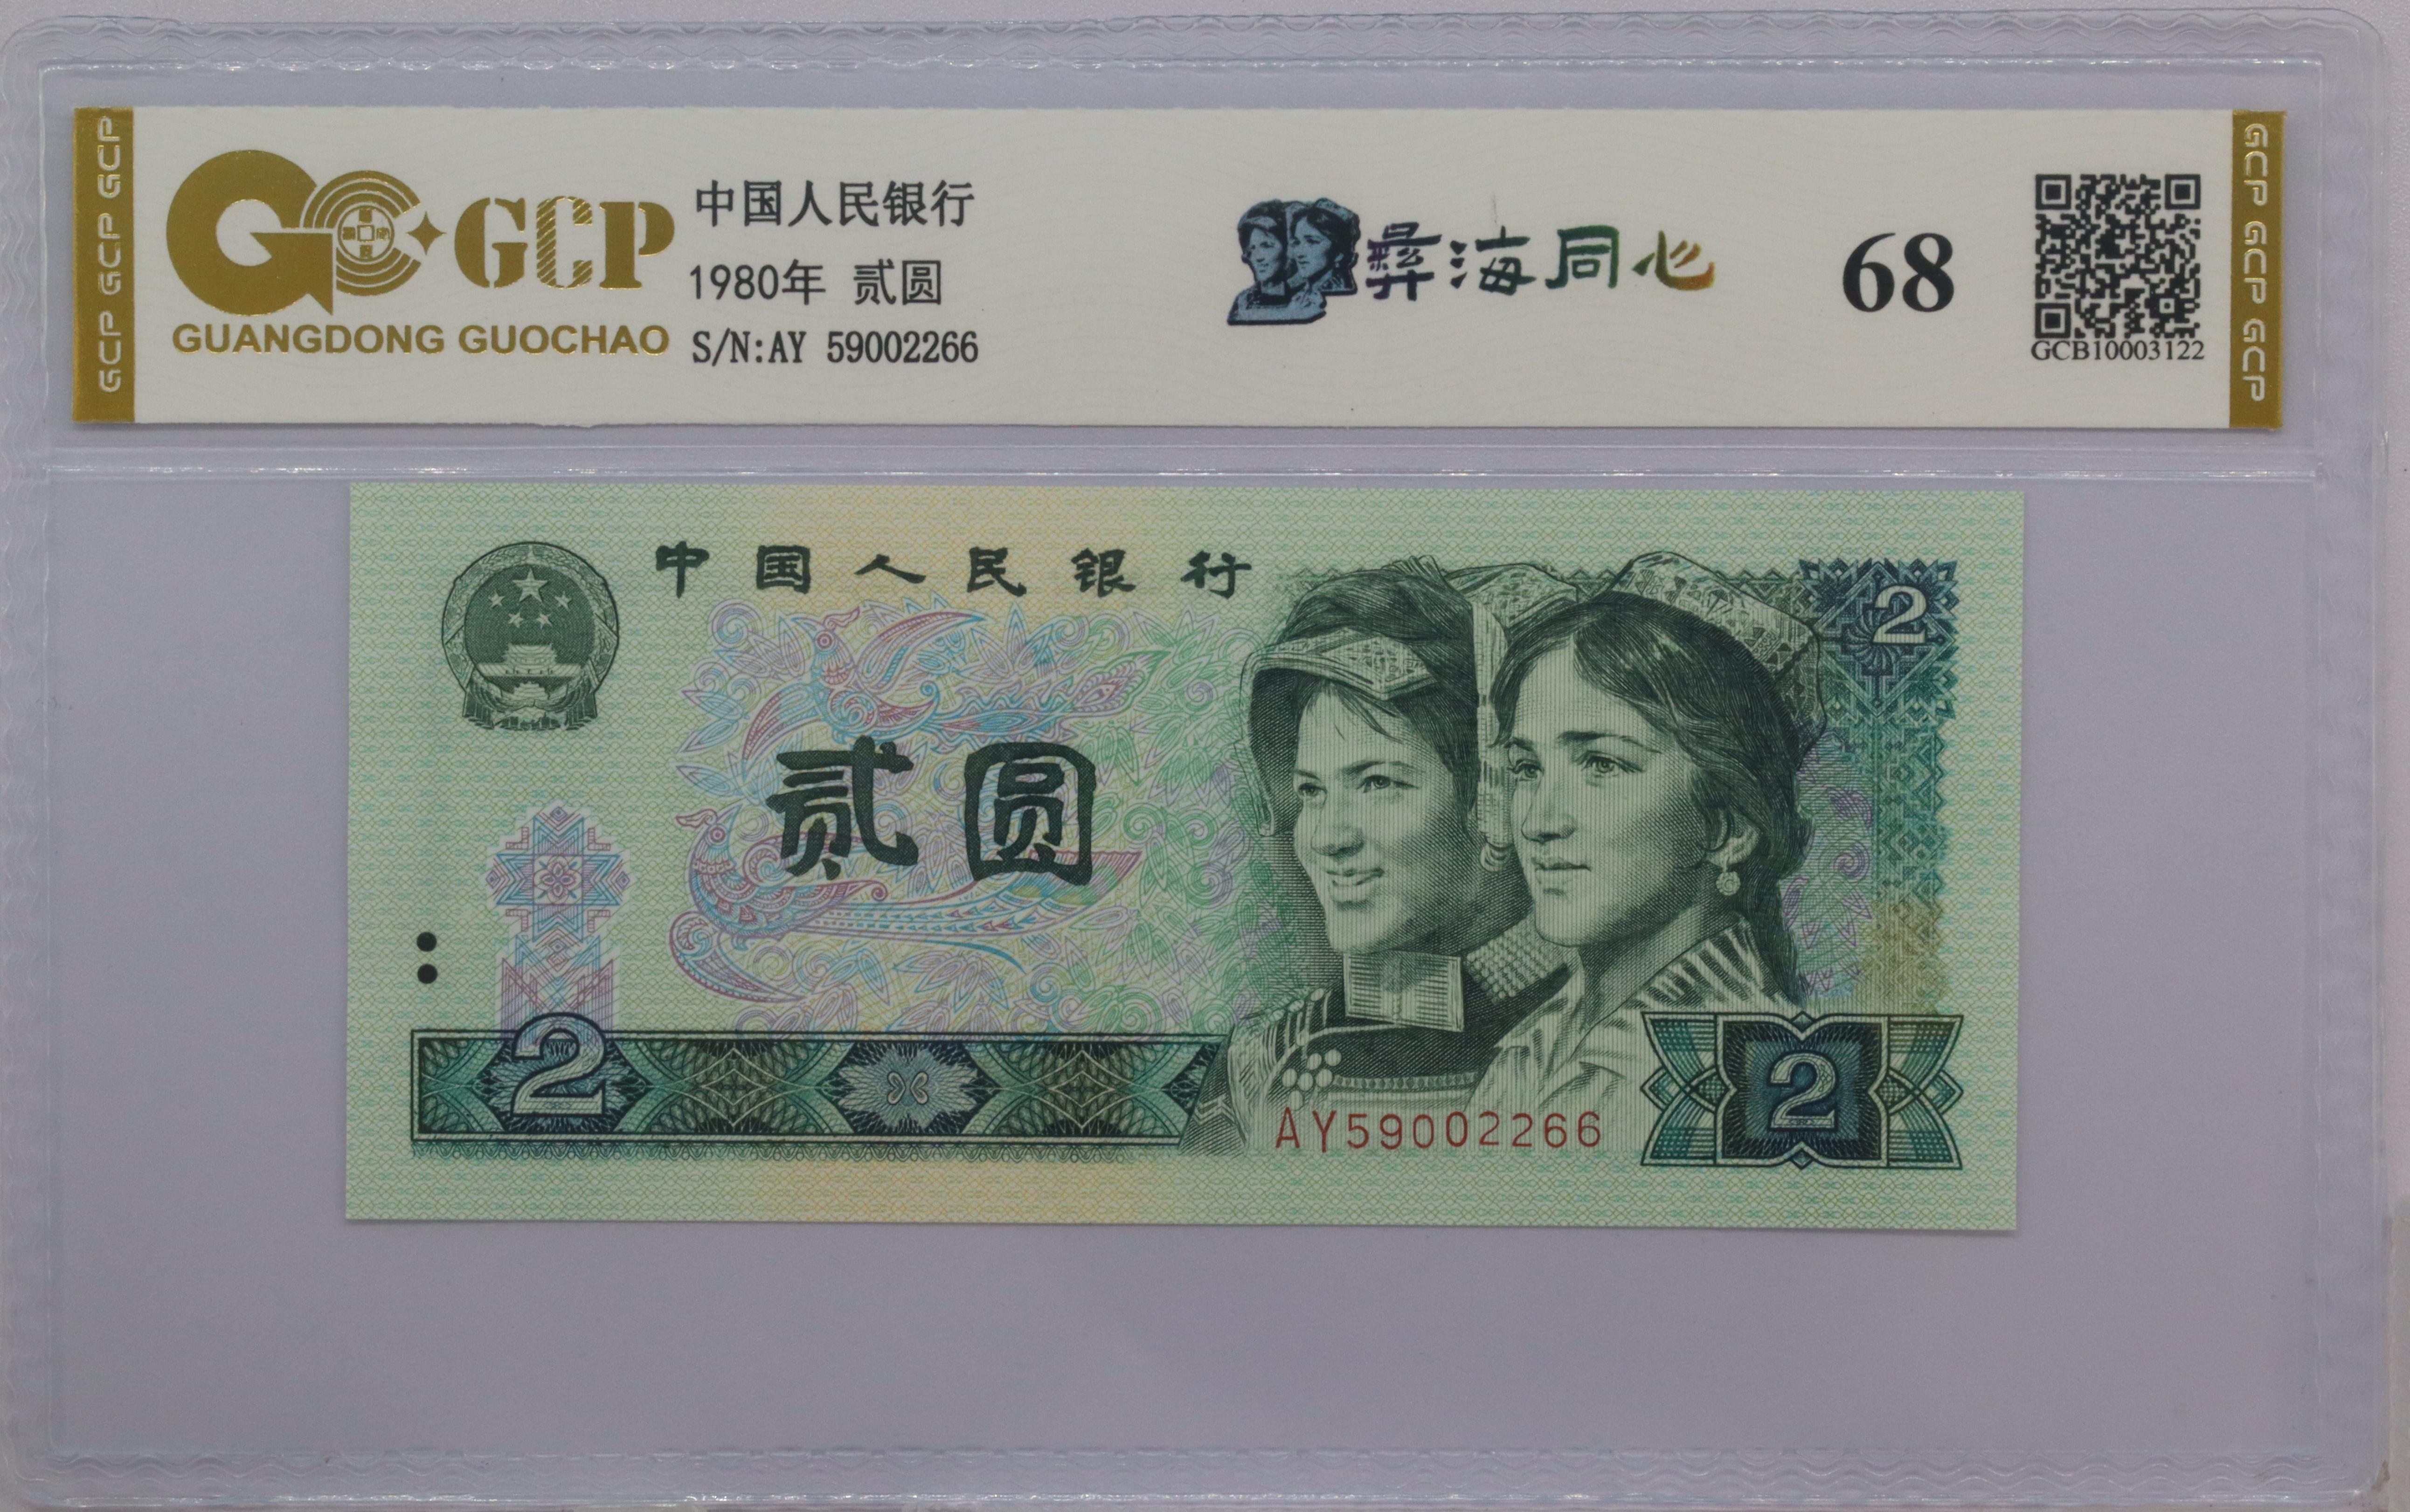 GCP GCP GCP
GCP
GUANGDONG GUOCHAO
中国人民银行
1980年 贰圆
S/N:AY 59002266
彝海同心
68
GCB10003122
GCP GCP GCP
中国人民银行
2
贰圆
2
AY59002266
2